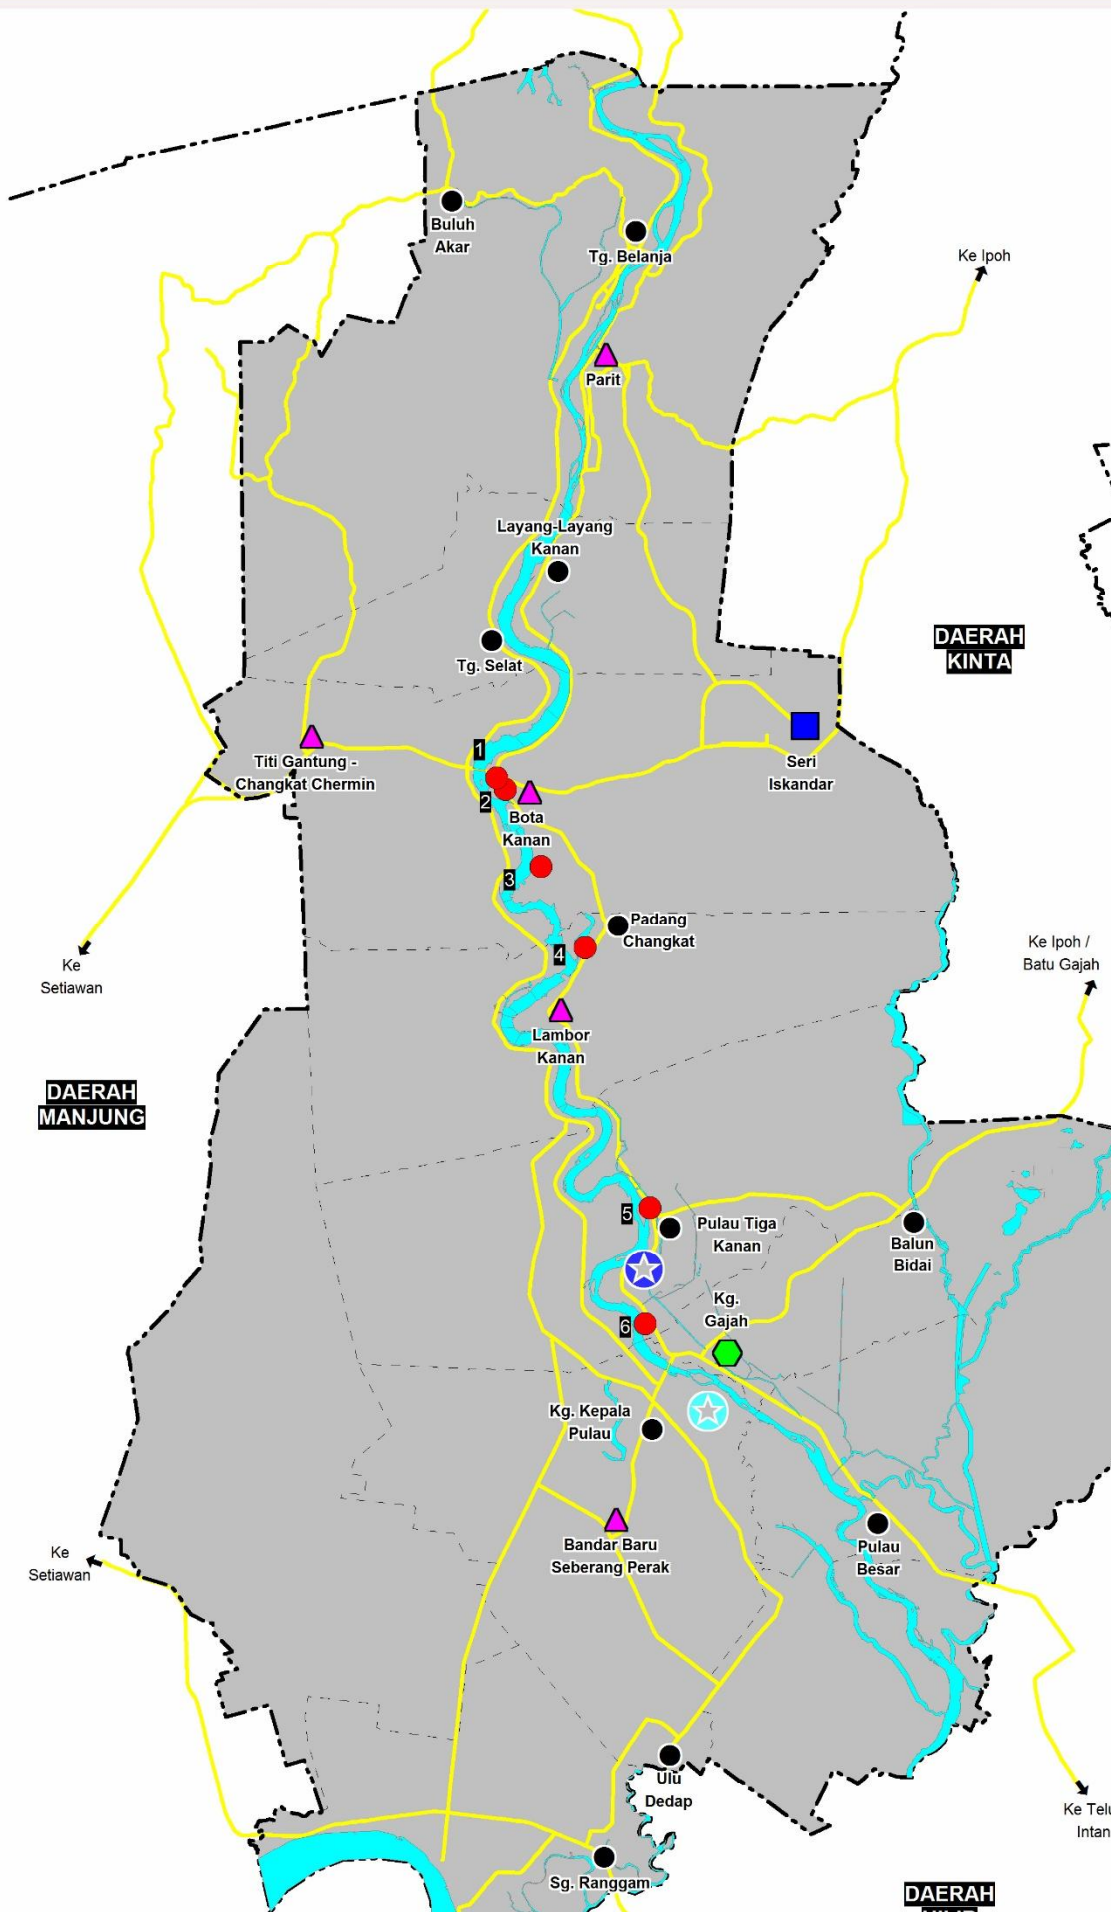 Buluh
Akar
Tg. Belanja
Ke Ipoh
Parit
Layang-Layang
Kanan
Tg. Selat
DAERAH
KINTA
1
Titi Gantung -
Changkat Chermin
Seri
Iskandar
2
Bota
Kanan
3
Padang
Changkat
4
Ke
Setiawan
Ke Ipoh /
Batu Gajah
Lambor
Kanan
DAERAH
MANJUNG
5
Pulau Tiga
Kanan
Balun
Bidai
Kg.
Gajah
6
Kg. Kepala
Pulau
Bandar Baru
Seberang Perak
Pulau
Besar
Ke
Setiawan
Ulu
Dedap
Ke Telu
Intan
Sg. Ranggam
DAERAH